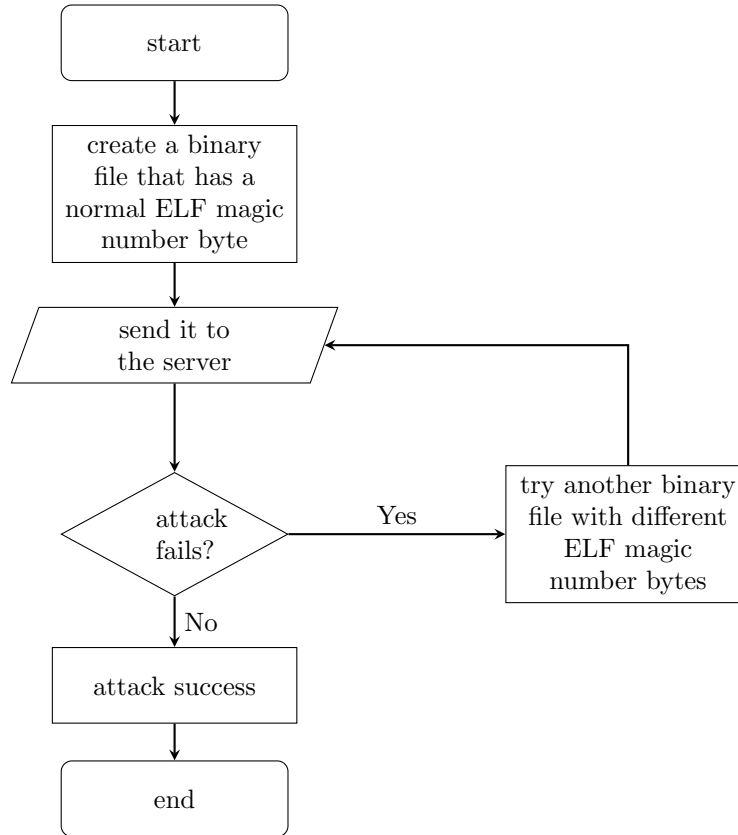 start
create a binary
file that has a
normal ELF magic
number byte
send it to
the server
attack
fails?
Yes
try another binary
file with different
ELF magic
number bytes
No
attack success
end